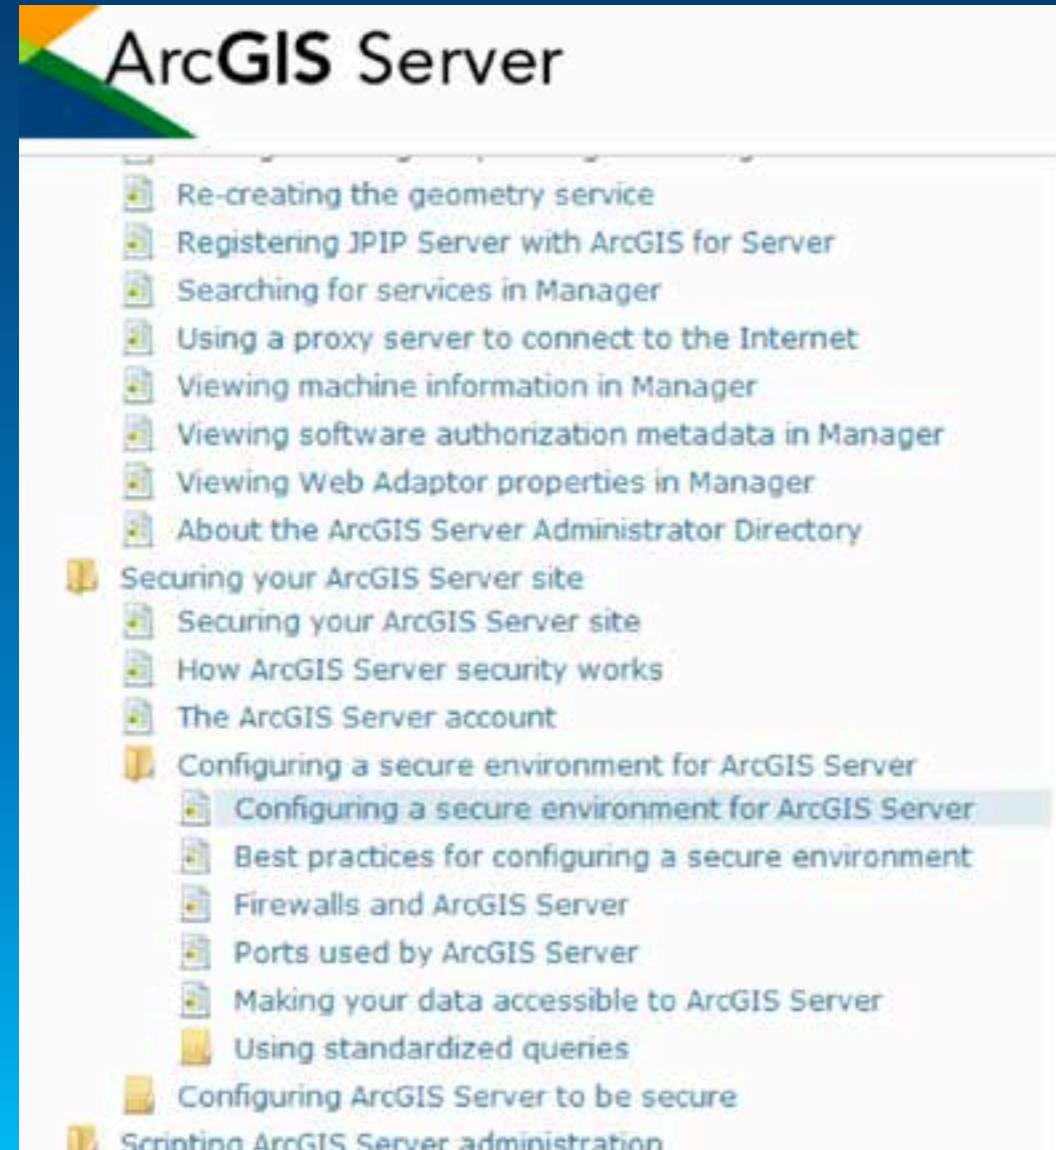 ArcGIS Server
Re-creating the geometry service
Registering JPIP Server with ArcGIS for Server
Searching for services in Manager
Using a proxy server to connect to the Internet
Viewing machine information in Manager
Viewing software authorization metadata in Manager
Viewing Web Adaptor properties in Manager
About the ArcGIS Server Administrator Directory
Securing your ArcGIS Server site
Securing your ArcGIS Server site
How ArcGIS Server security works
The ArcGIS Server account
Configuring a secure environment for ArcGIS Server
Configuring a secure environment for ArcGIS Server
Best practices for configuring a secure environment
Firewalls and ArcGIS Server
Ports used by ArcGIS Server
Making your data accessible to ArcGIS Server
Using standardized queries
Configuring ArcGIS Server to be secure
Scripting ArcGIS Server administration